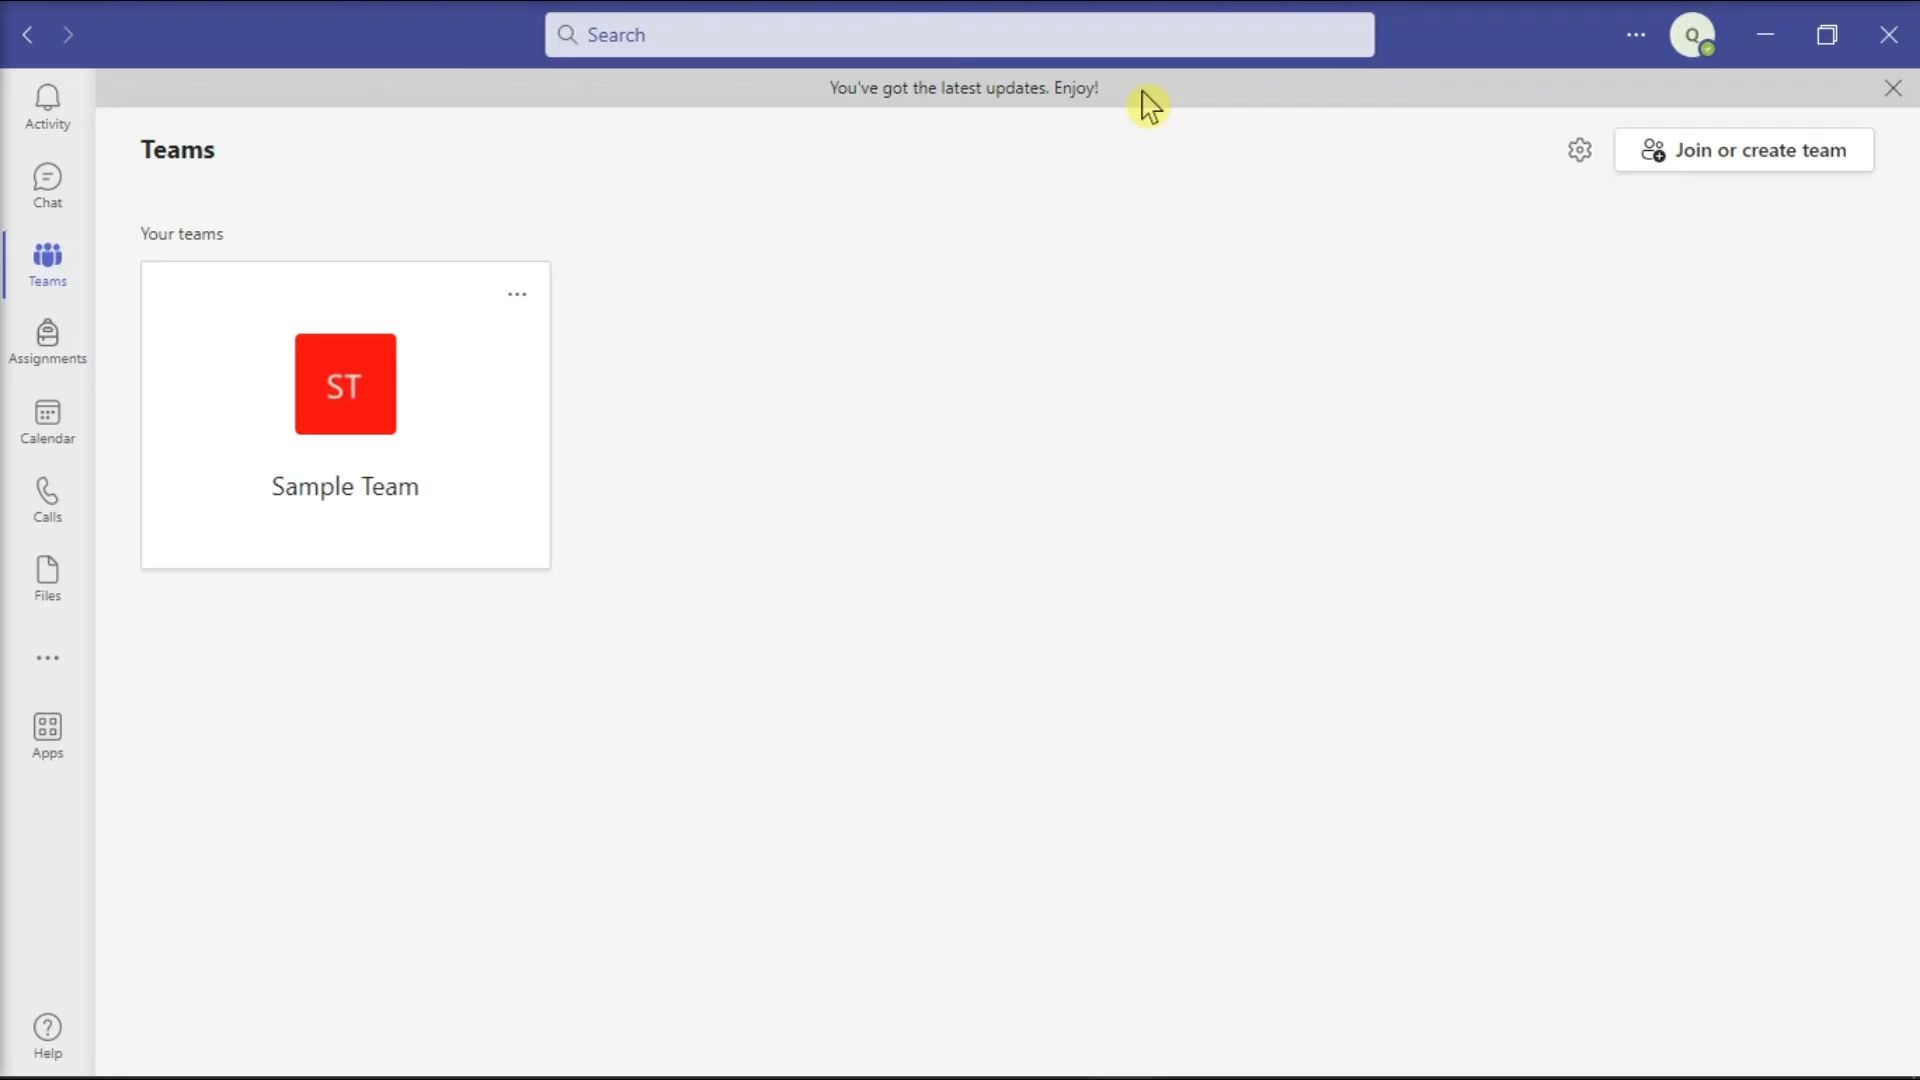 Search
Q
You've got the latest updates. Enjoy!
Activity
Chat
Teams
Assignments
Calendar
Calls
Files
Apps
Help
Teams
Join or create team
Your teams
ST
Sample Team